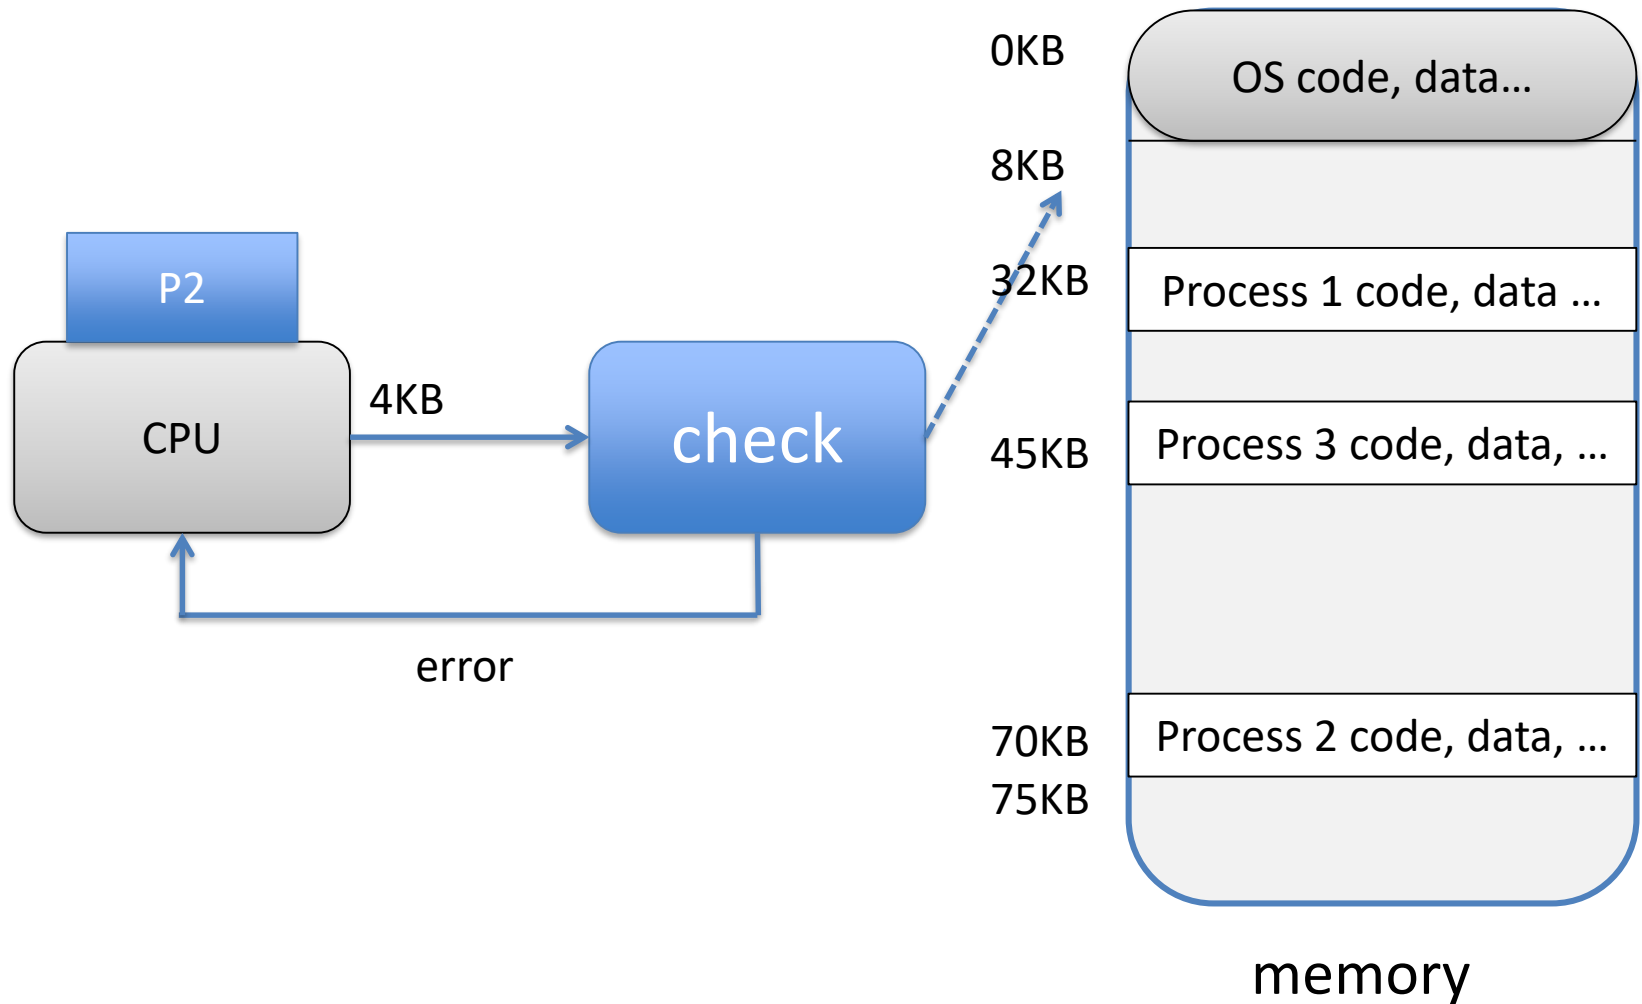 0KB
OS code, data…
8KB
P2
32KB
Process 1 code, data …
4KB
CPU
check
45KB
Process 3 code, data, …
error
70KB
Process 2 code, data, …
75KB
memory